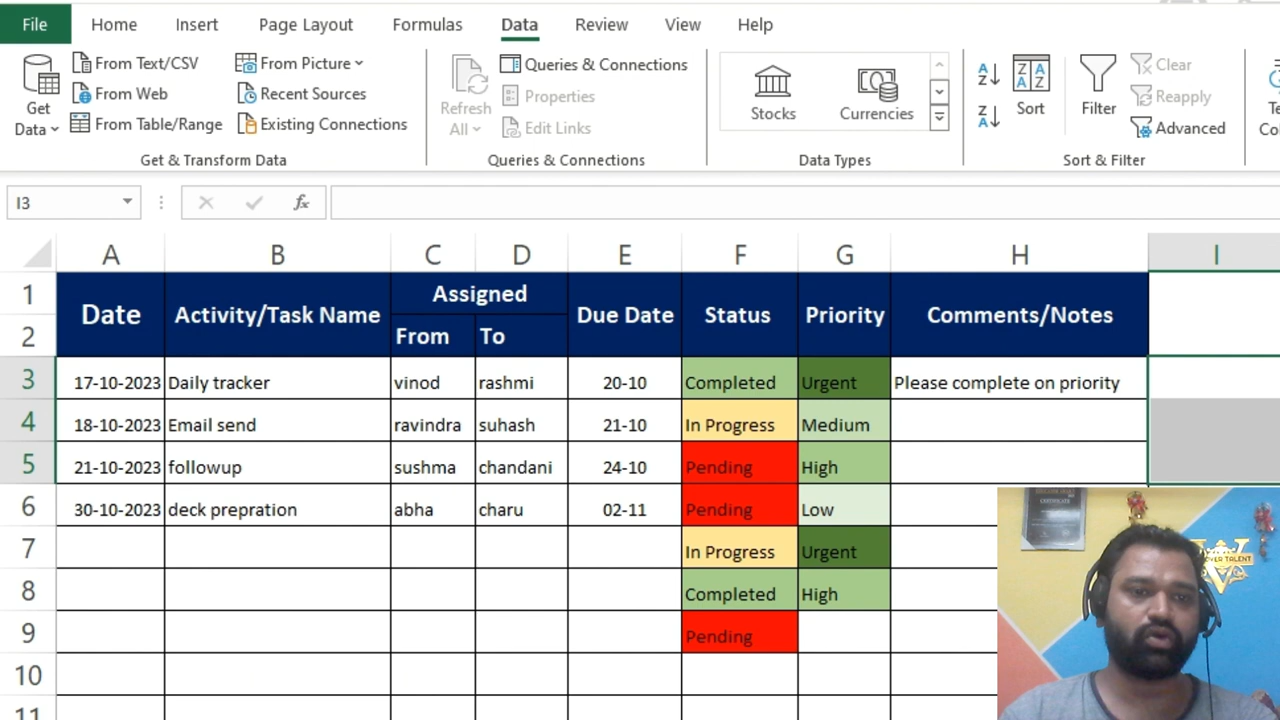 File Home Insert Page Layout Formulas Data Review View Help
Get Data
From Text/CSV
From Web
From Table/Range
From Picture
Recent Sources
Existing Connections
Get & Transform Data
Refresh All
Queries & Connections
Properties
Edit Links
Queries & Connections
Stocks
Currencies
Data Types
Sort
Filter
Clear
Reapply
Advanced
Sort & Filter
I3 fx
A B C D E F G H I
1 Date Activity/Task Name Assigned Due Date Status Priority Comments/Notes
2 From To
3 17-10-2023 Daily tracker vinod rashmi 20-10 Completed Urgent Please complete on priority
4 18-10-2023 Email send ravindra suhash 21-10 In Progress Medium
5 21-10-2023 followup sushma chandani 24-10 Pending High
6 30-10-2023 deck prepration abha charu 02-11 Pending Low
7 In Progress Urgent
8 Completed High
9 Pending
10
11
TALENT